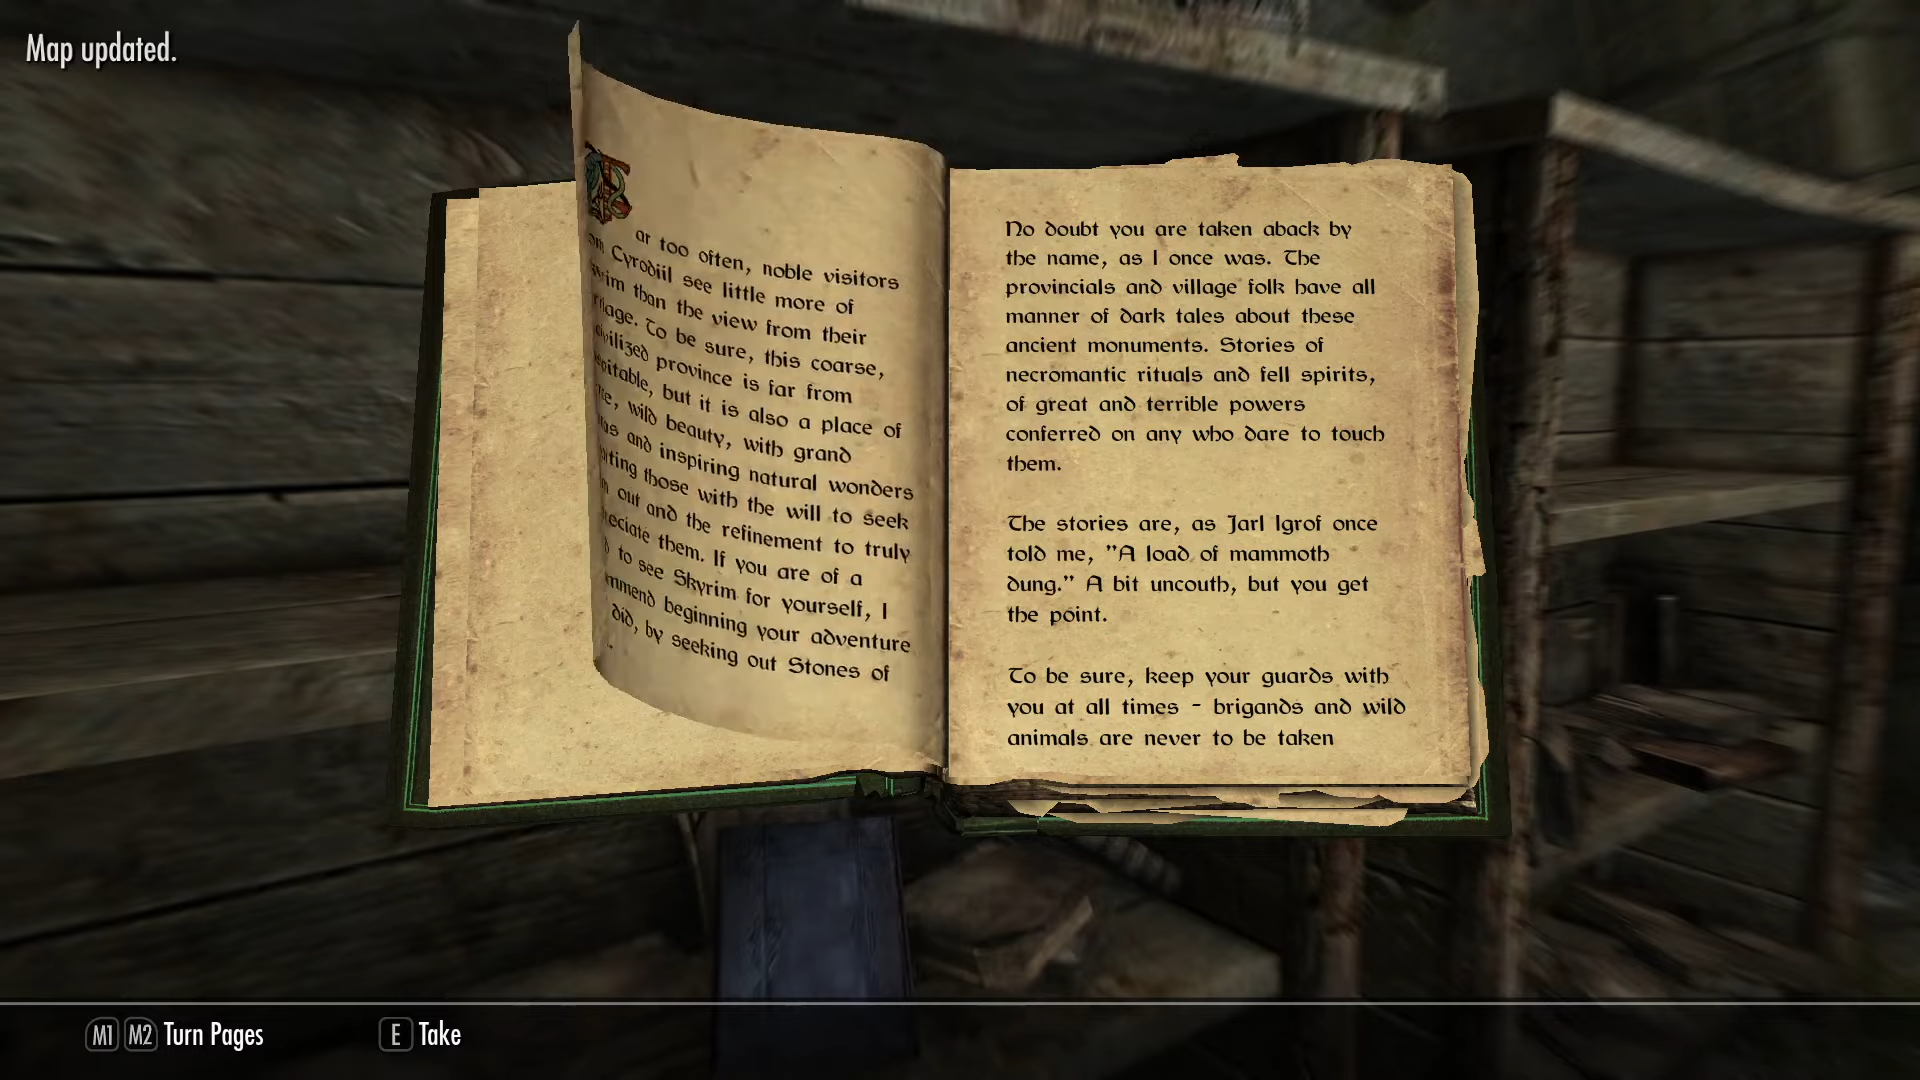 Map updated.
ar too often, noble visitors
Cyrodiil see little more of
than the view from their
To be sure, this coarse,
province is far from
but it is also a place of
wild beauty, with grand
and inspiring natural wonders
those with the will to seek
out and the refinement to truly
them. If you are of a
to see Skyrim for yourself, I
beginning your adventure
did, by seeking out Stones of
No doubt you are taken aback by
the name, as I once was. The
provincials and village folk have all
manner of dark tales about these
ancient monuments. Stories of
necromantic rituals and fell spirits,
of great and terrible powers
conferred on any who dare to touch
them.
The stories are, as Jarl Igrof once
told me, "A load of mammoth
dung." A bit uncouth, but you get
the point.
To be sure, keep your guards with
you at all times - brigands and wild
animals are never to be taken
M1 M2 Turn Pages
E Take